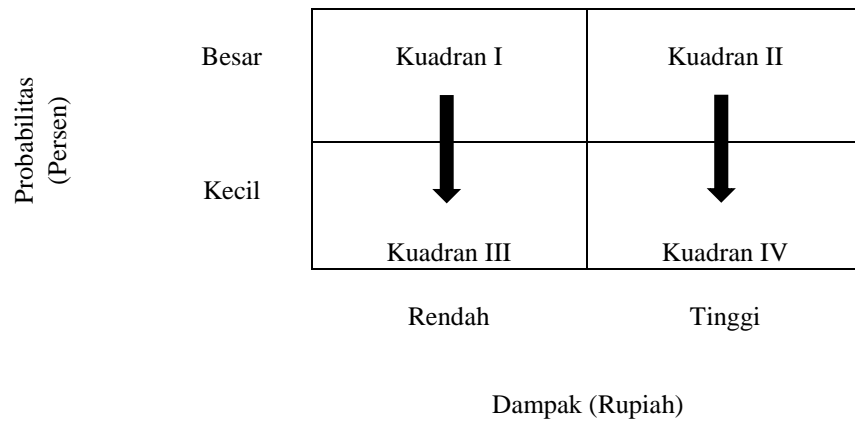 Probabilitas
(Persen)
Besar
Kuadran I
Kuadran II
Kecil
Kuadran III
Kuadran IV
Rendah
Tinggi
Dampak (Rupiah)